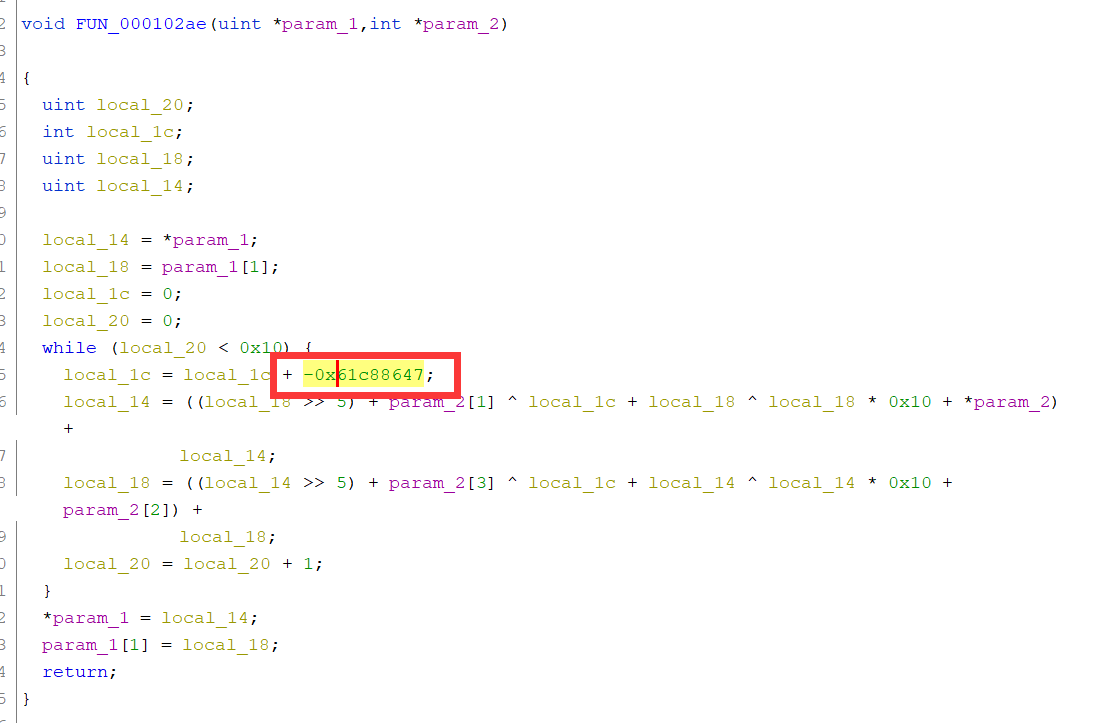 2 void FUN_000102ae(uint *param_1,int *param_2)
3
4 {
5   uint local_20;
6   int local_1c;
7   uint local_18;
8   uint local_14;
9
0   local_14 = *param_1;
1   local_18 = param_1[1];
2   local_1c = 0;
3   local_20 = 0;
4   while (local_20 < 0x10) {
5     local_1c = local_1c + -0x61c88647;
6     local_14 = ((local_18 >> 5) + param_2[1] ^ local_1c + local_18 ^ local_18 * 0x10 + *param_2)
      +
7               local_14;
8     local_18 = ((local_14 >> 5) + param_2[3] ^ local_1c + local_14 ^ local_14 * 0x10 +
      param_2[2]) +
9               local_18;
0     local_20 = local_20 + 1;
1   }
2   *param_1 = local_14;
3   param_1[1] = local_18;
4   return;
5 }